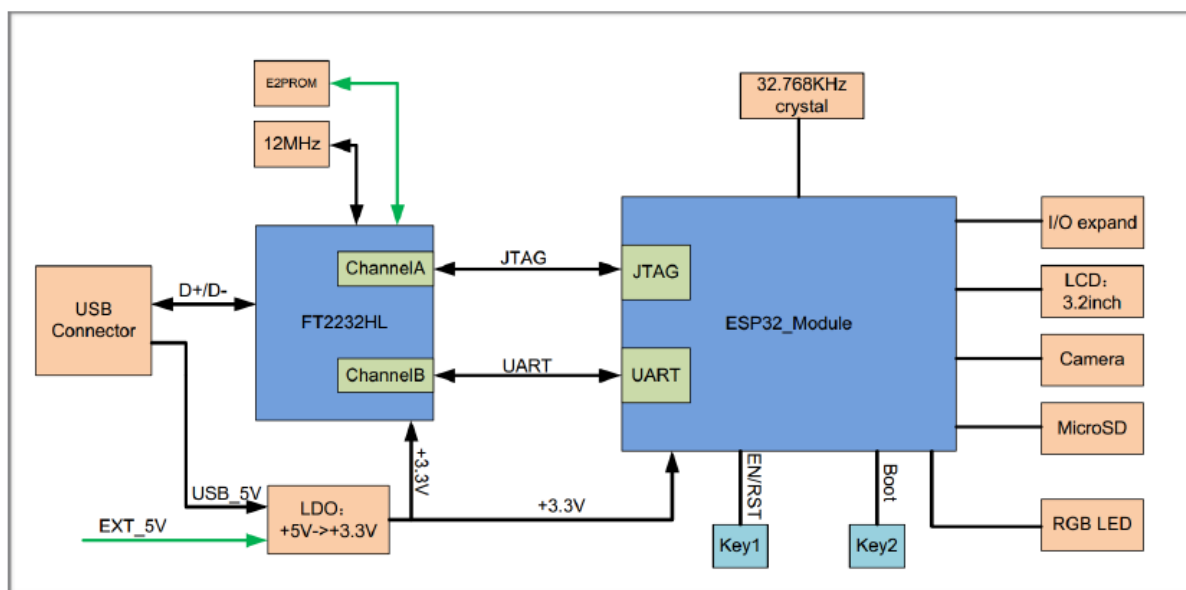 E2PROM
12MHz
32.768KHz
crystal
USB
Connector
D+/D-
FT2232HL
ChannelA
ChannelB
JTAG
UART
JTAG
UART
ESP32_Module
I/O expand
LCD：
3.2inch
Camera
MicroSD
RGB LED
USB_5V
EXT_5V
LDO：
+5V->+3.3V
+3.3V
+3.3V
EN/RST
Boot
Key1
Key2